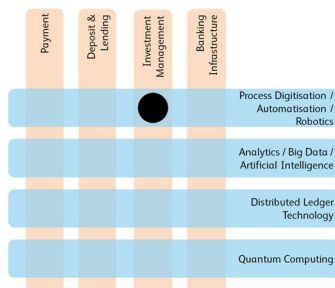 Payment
Deposit &
Lending
Investment
Management
Banking
Infrastructure
Process Digitisation /
Automatisation /
Robotics
Analytics / Big Data /
Artificial Intelligence
Distributed Ledger
Technology
Quantum Computing